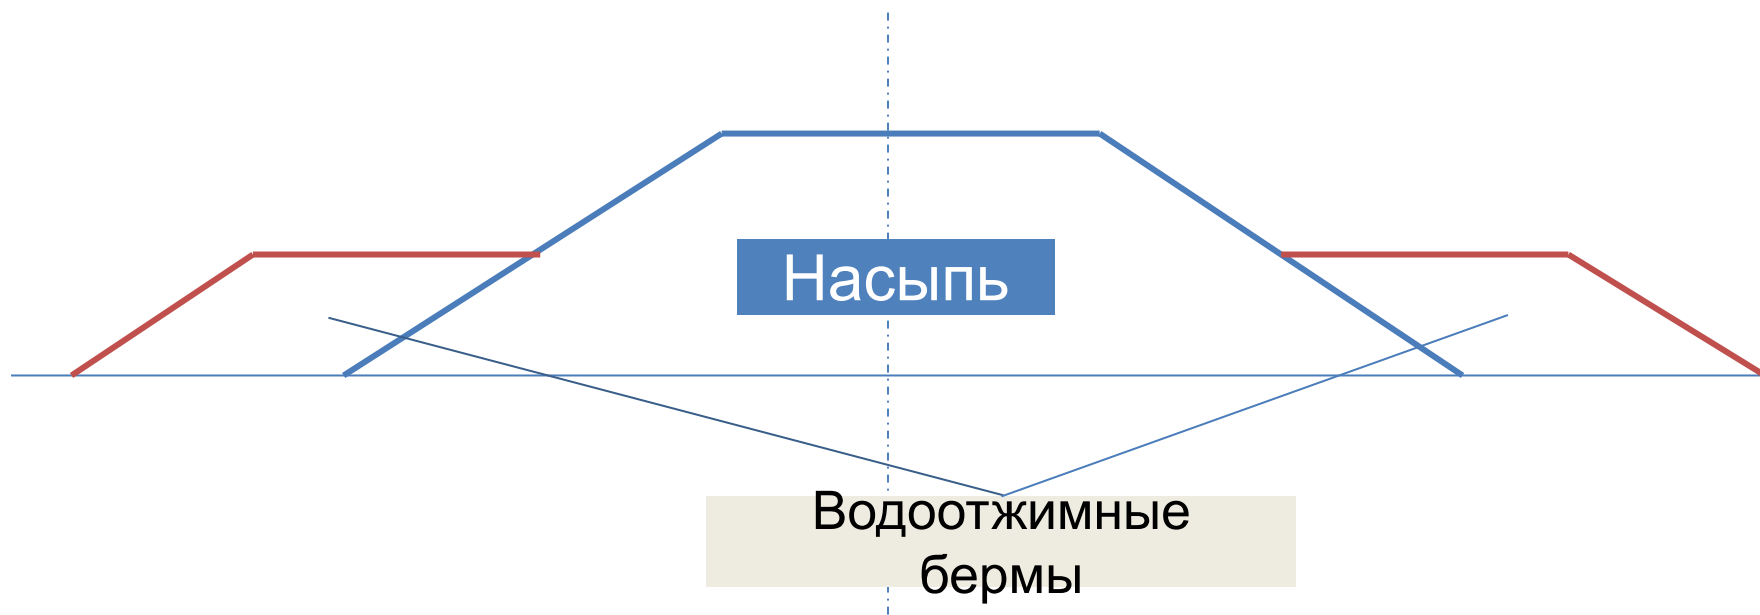 Насыпь
Водоотжимные
бермы